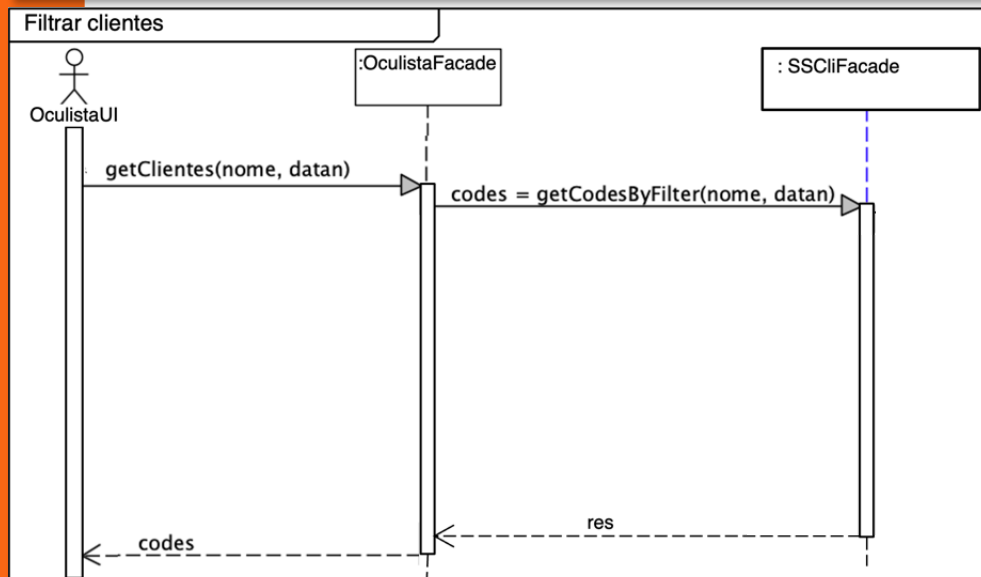 Filtrar clientes
:OculistaFacade
: SSCliFacade
OculistaUI
getClientes(nome, datan)
codes = getCodesByFilter(nome, datan)
res
codes